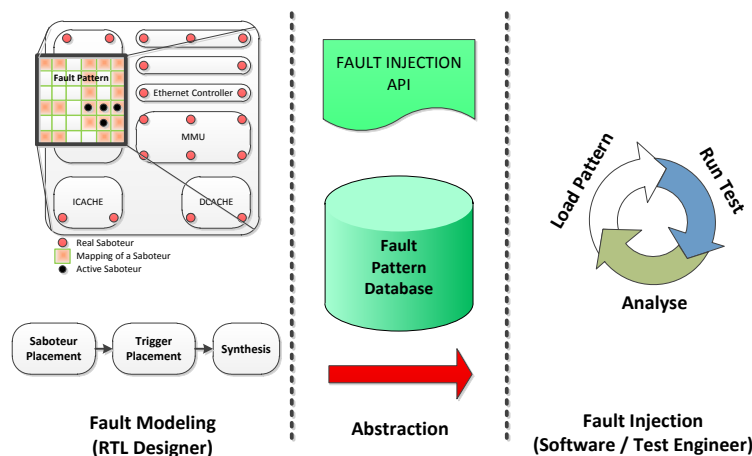 Fault Pattern
Ethernet Controller
MMU
ICACHE
DCACHE
Real Saboteur
Mapping of a Saboteur
Active Saboteur
Saboteur
Placement
Trigger
Placement
Synthesis
Fault Modeling
(RTL Designer)
FAULT INJECTION
API
Fault
Pattern
Database
Abstraction
Load Pattern
Run Test
Analyse
Fault Injection
(Software / Test Engineer)